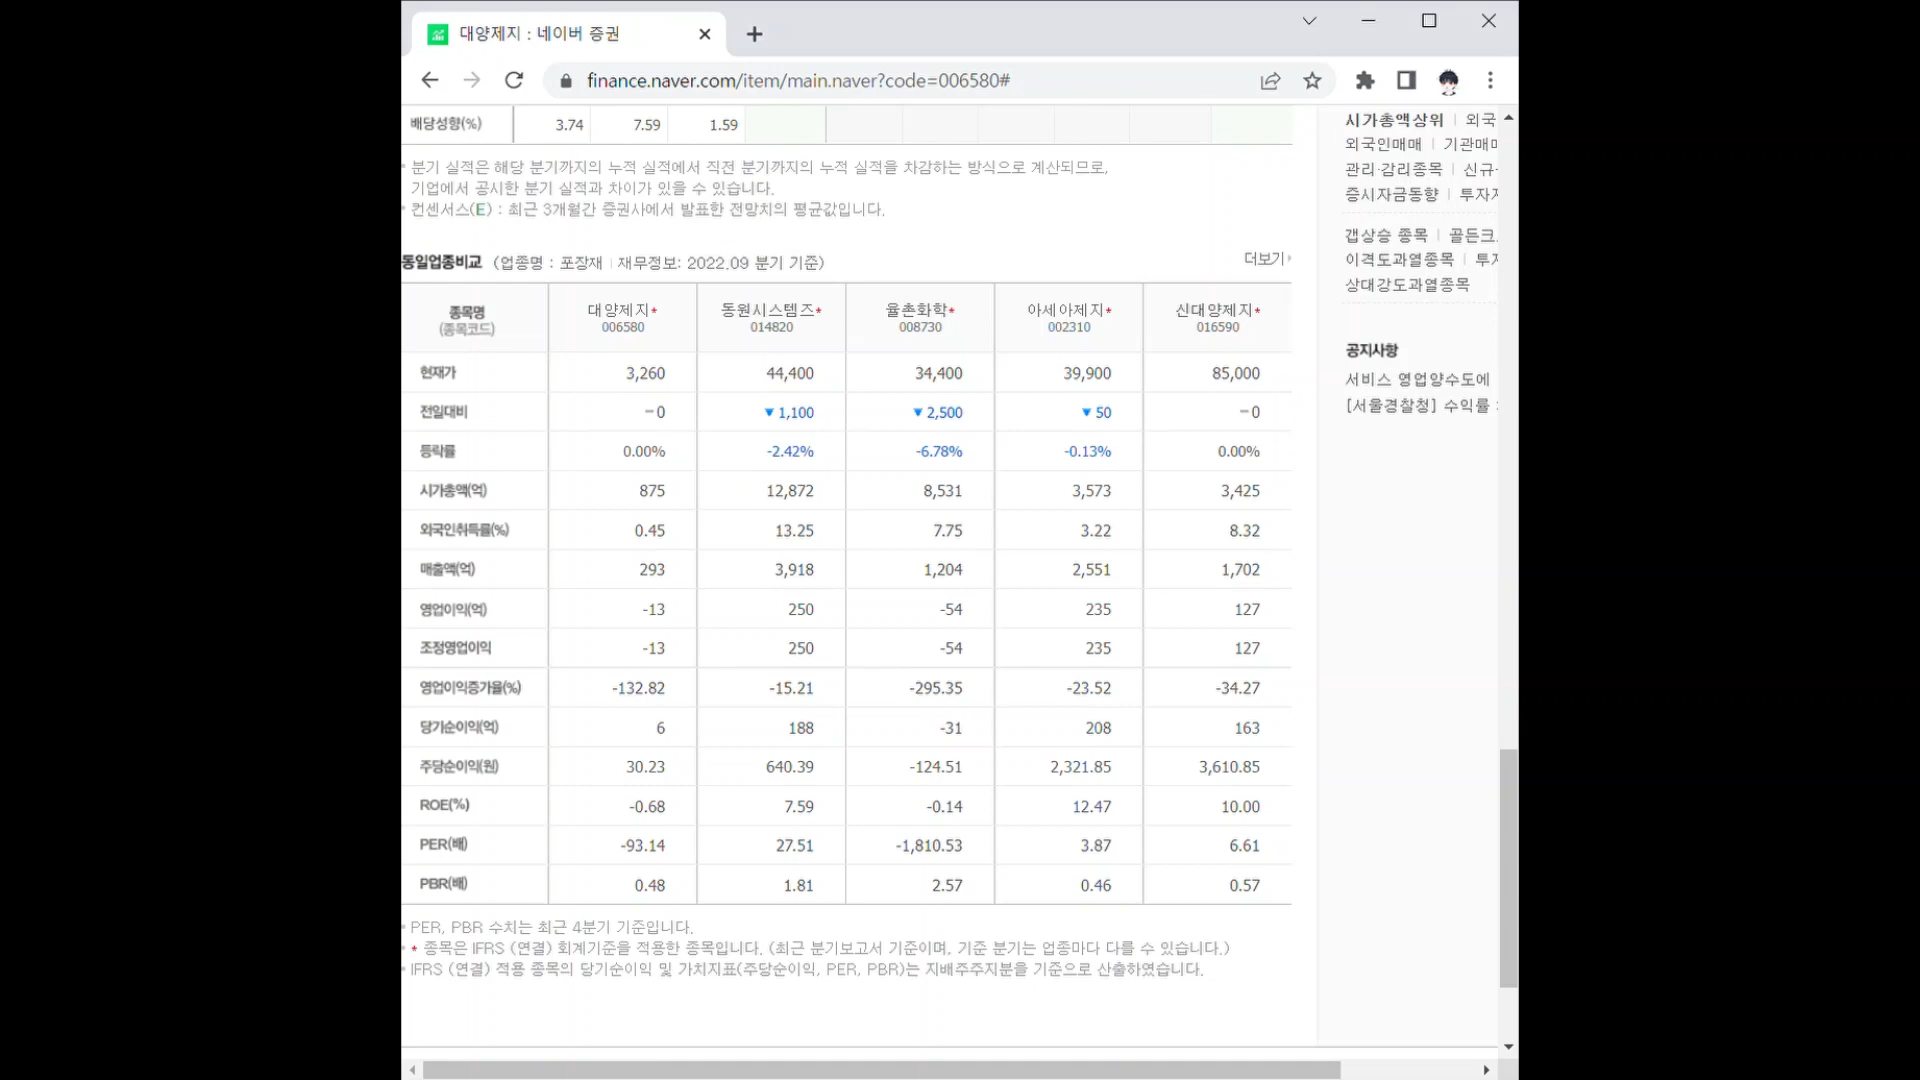 대양제지 : 네이버 증권
finance.naver.com/item/main.naver?code=006580#
배당성향(%) 3.74 7.59 1.59
분기 실적은 해당 분기까지의 누적 실적에서 직전 분기까지의 누적 실적을 차감하는 방식으로 계산되므로,
기업에서 공시한 분기 실적과 차이가 있을 수 있습니다.
컨센서스(E) : 최근 3개월간 증권사에서 발표한 전망치의 평균값입니다.
동일업종비교 (업종명 : 포장재 | 재무정보: 2022.09 분기 기준) 더보기
종목명 대양제지* 동원시스템즈* 율촌화학* 아세아제지* 신대양제지*
(종목코드) 006580 014820 008730 002310 016590
현재가 3,260 44,400 34,400 39,900 85,000
전일대비 −0 ▼1,100 ▼2,500 ▼50 −0
등락률 0.00% -2.42% -6.78% -0.13% 0.00%
시가총액(억) 875 12,872 8,531 3,573 3,425
외국인취득률(%) 0.45 13.25 7.75 3.22 8.32
매출액(억) 293 3,918 1,204 2,551 1,702
영업이익(억) -13 250 -54 235 127
조정영업이익 -13 250 -54 235 127
영업이익증가율(%) -132.82 -15.21 -295.35 -23.52 -34.27
당기순이익(억) 6 188 -31 208 163
주당순이익(원) 30.23 640.39 -124.51 2,321.85 3,610.85
ROE(%) -0.68 7.59 -0.14 12.47 10.00
PER(배) -93.14 27.51 -1,810.53 3.87 6.61
PBR(배) 0.48 1.81 2.57 0.46 0.57
PER, PBR 수치는 최근 4분기 기준입니다.
* 종목은 IFRS (연결) 회계기준을 적용한 종목입니다. (최근 분기보고서 기준이며, 기준 분기는 업종마다 다를 수 있습니다.)
IFRS (연결) 적용 종목의 당기순이익 및 가치지표(주당순이익, PER, PBR)는 지배주주지분을 기준으로 산출하였습니다.
시가총액상위 | 외국
외국인매매 | 기관매매
관리·감리종목 | 신규
증시자금동향 | 투자
갭상승 종목 | 골든크
이격도과열종목 | 투
상대강도과열종목
공지사항
서비스 영업양수도에
[서울경찰청] 수익률